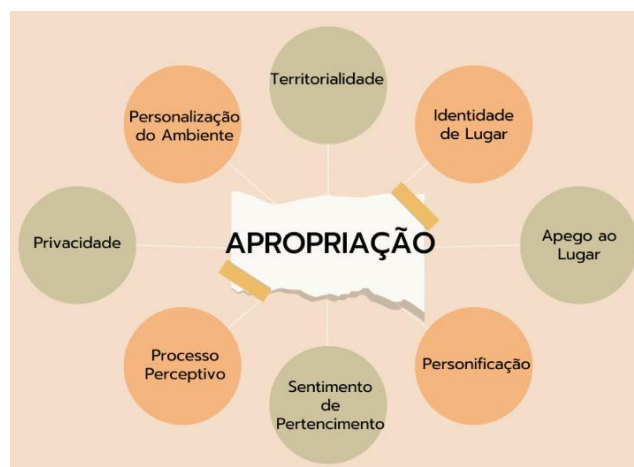 Territorialidade
Personalização
do Ambiente
Identidade
de Lugar
Privacidade
APROPRIAÇÃO
Apego ao
Lugar
Processo
Perceptivo
Personificação
Sentimento
de
Pertencimento